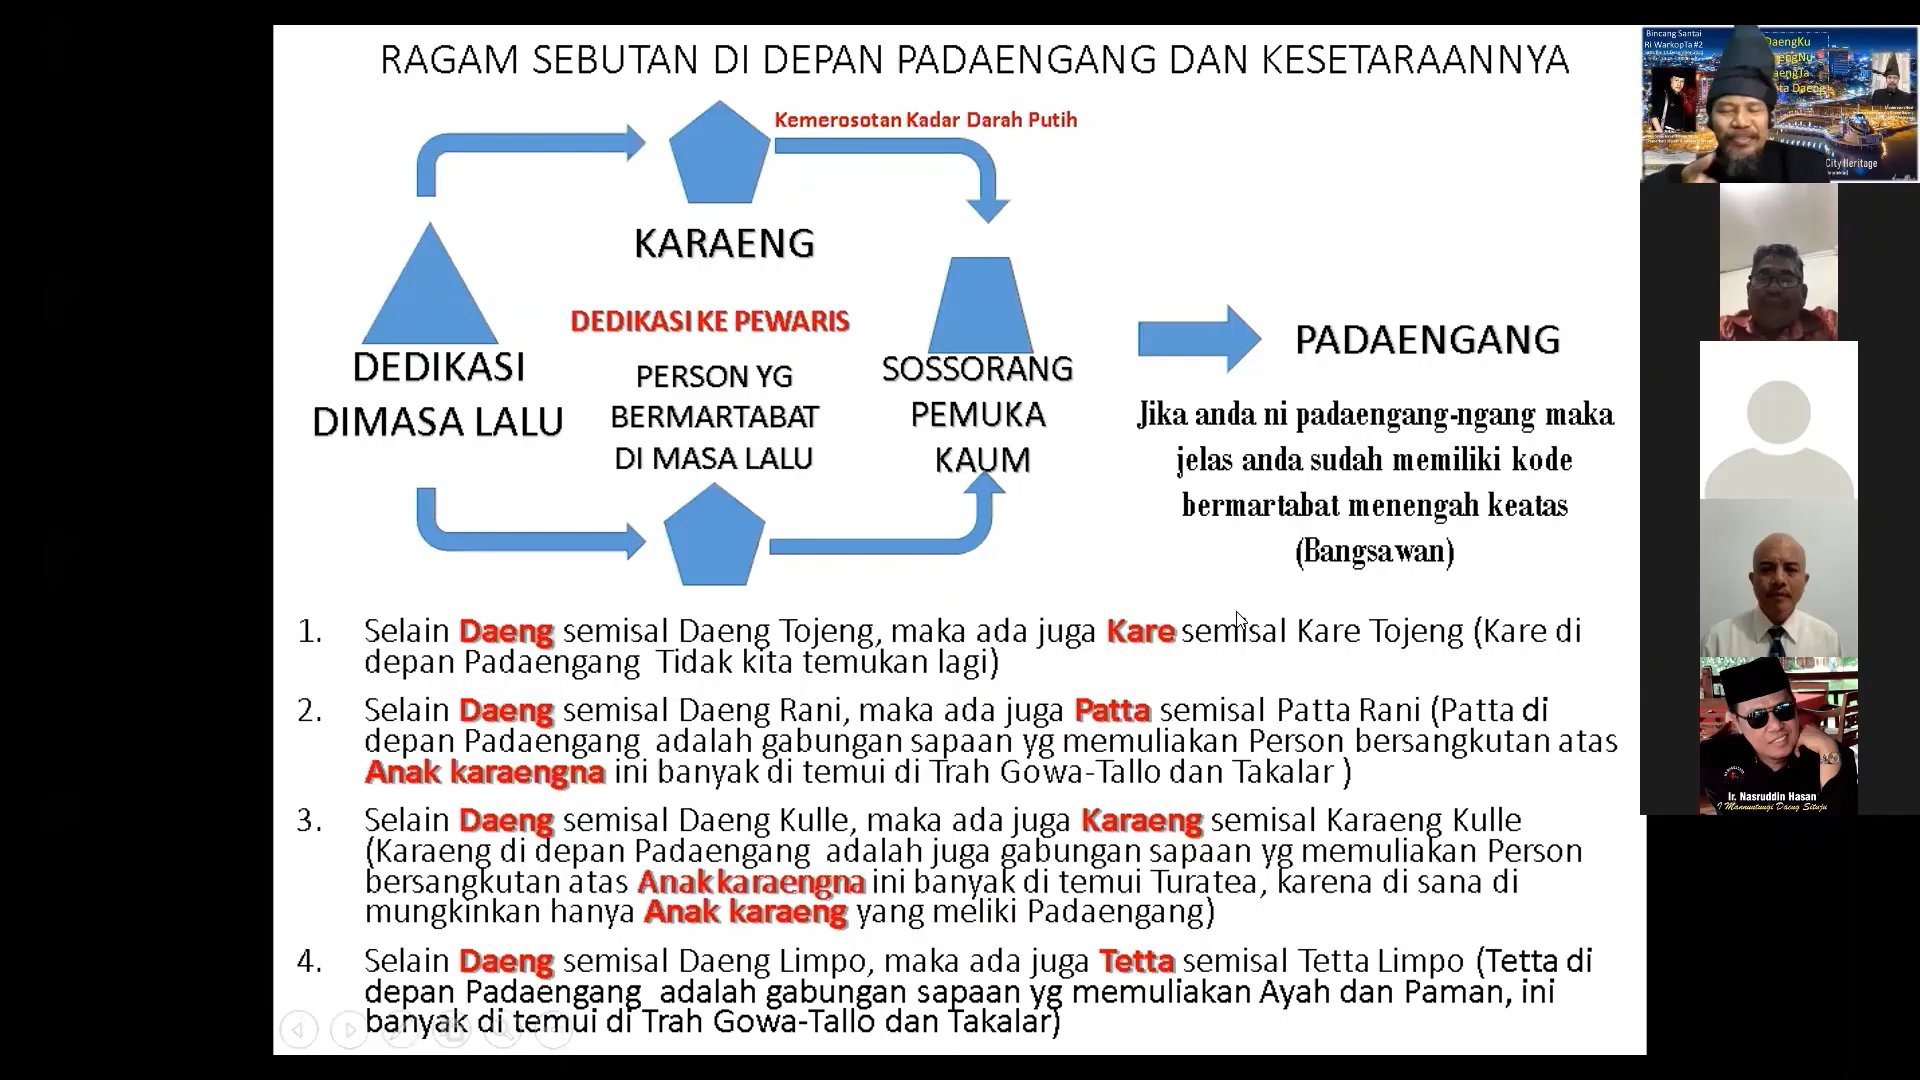 RAGAM SEBUTAN DI DEPAN PADAENGANG DAN KESETARAANNYA
Kemerosotan Kadar Darah Putih
KARAENG
DEDIKASI KE PEWARIS
DEDIKASI
DIMASA LALU
PERSON YG
BERMARTABAT
DI MASA LALU
SOSSORANG
PEMUKA
KAUM
PADAENGANG
Jika anda ni padaengang-ngang maka
jelas anda sudah memiliki kode
bermartabat menengah keatas
(Bangsawan)
1. Selain Daeng semisal Daeng Tojeng, maka ada juga Kare semisal Kare Tojeng (Kare di
depan Padaengang Tidak kita temukan lagi)
2. Selain Daeng semisal Daeng Rani, maka ada juga Patta semisal Patta Rani (Patta di
depan Padaengang adalah gabungan sapaan yg memuliakan Person bersangkutan atas
Anak karaengna ini banyak di temui di Trah Gowa-Tallo dan Takalar )
3. Selain Daeng semisal Daeng Kulle, maka ada juga Karaeng semisal Karaeng Kulle
(Karaeng di depan Padaengang adalah juga gabungan sapaan yg memuliakan Person
bersangkutan atas Anak karaengna ini banyak di temui Turatea, karena di sana di
mungkinkan hanya Anak karaeng yang meliki Padaengang)
4. Selain Daeng semisal Daeng Limpo, maka ada juga Tetta semisal Tetta Limpo (Tetta di
depan Padaengang adalah gabungan sapaan yg memuliakan Ayah dan Paman, ini
banyak di temui di Trah Gowa-Tallo dan Takalar)
Bincang Santai
Ri WarkopTa #2
DaengKu
City Heritage
Ir. Nasruddin Hasan
I Mannuntungi Daeng Situju